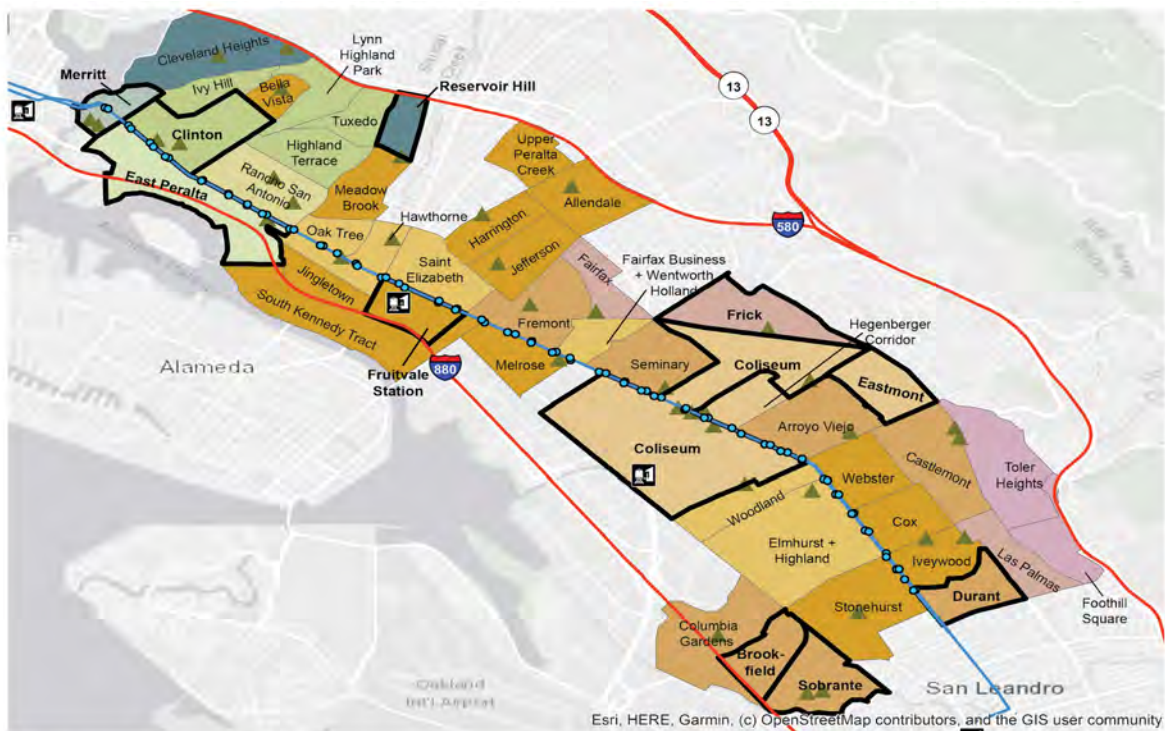 Cleveland Heights
Lynn
Highland
Park
Merritt
Ivy Hill
Bella
Vista
Reservoir Hill
Clinton
Tuxedo
Highland
Terrace
East Peralta
Rancho San
Antonio
Meadow
Brook
Upper
Peralta
Creek
Allendale
Hawthorne
Harrington
Oak Tree
Jefferson
Saint
Elizabeth
Jingletown
Fairfax
Fairfax Business
+ Wentworth
Holland
South Kennedy Tract
Fremont
Frick
Hegenberger
Corridor
Melrose
Seminary
Coliseum
Eastmont
Fruitvale
Station
Alameda
Arroyo Viejo
Coliseum
Castlemont
Toler
Heights
Webster
Woodland
Cox
Elmhurst +
Highland
Iveywood
Las Palmas
Durant
Foothill
Square
Stonehurst
Columbia
Gardens
Brook-
field
Sobrante
Oakland
Int'l Airport
San Leandro
13
13
580
880
Esri, HERE, Garmin, (c) OpenStreetMap contributors, and the GIS user community